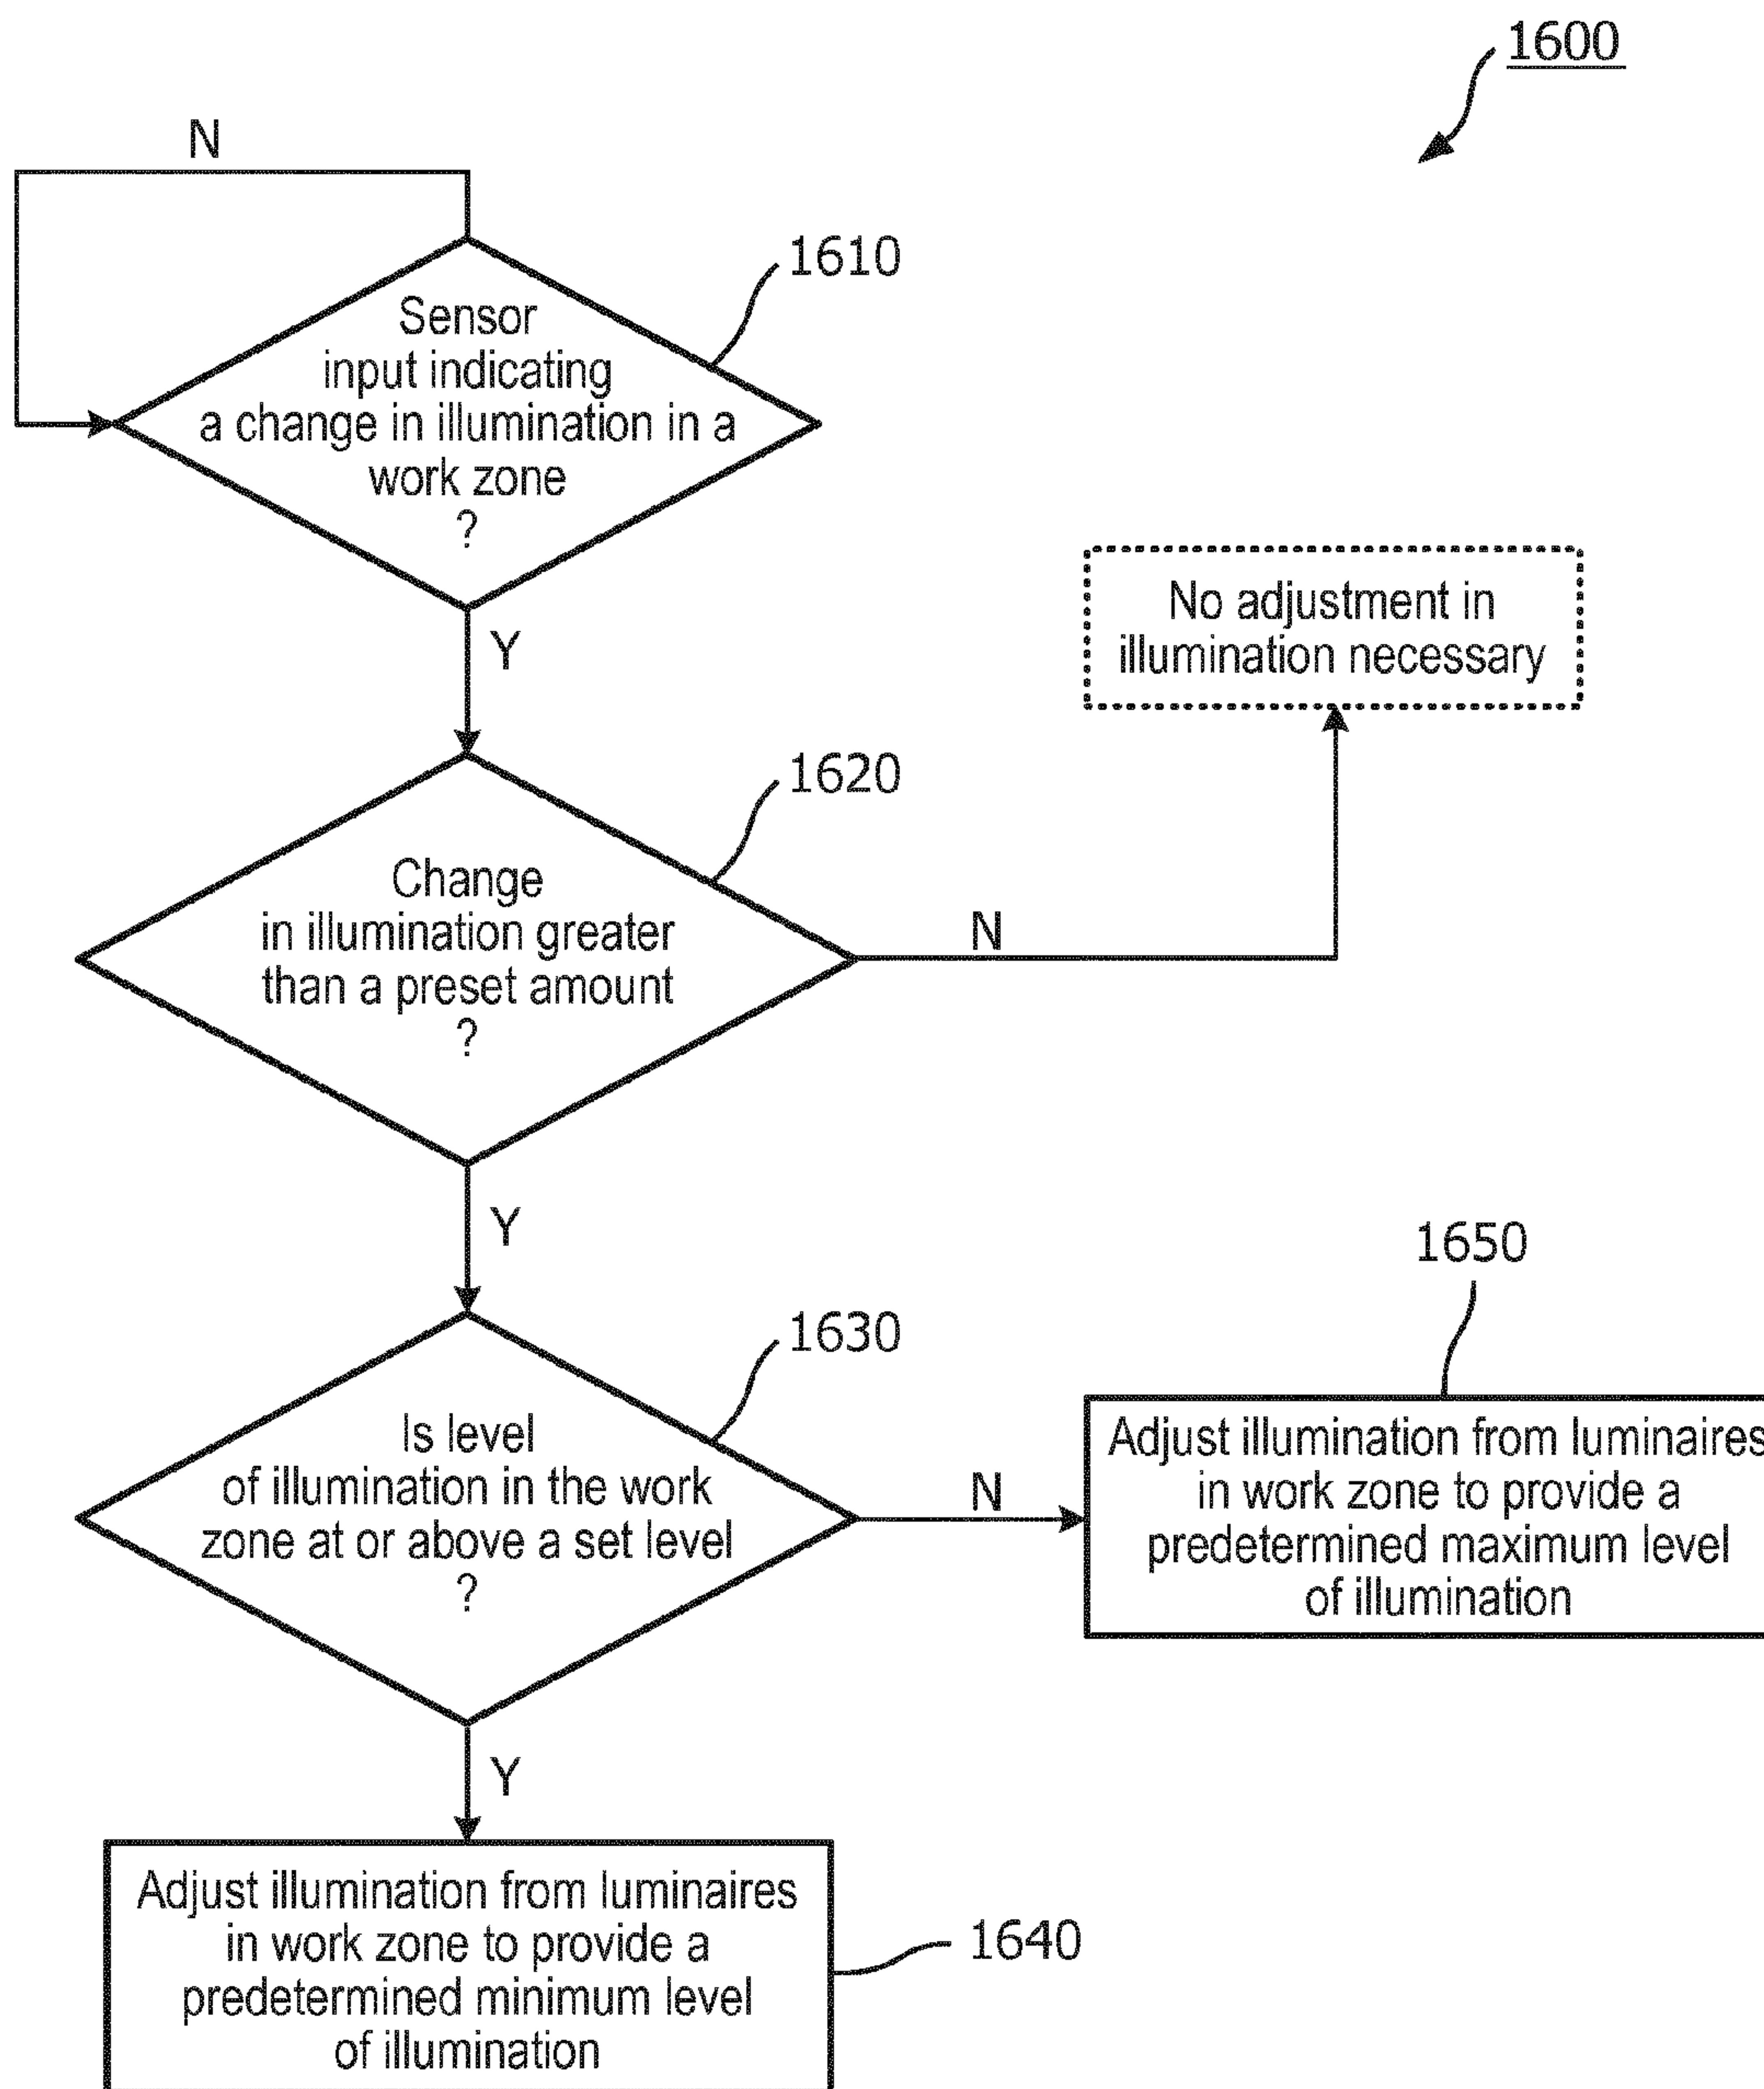 1600
N
1610
Sensor
input indicating
a change in illumination in a
work zone
?
Y
No adjustment in
illumination necessary
1620
Change
in illumination greater
than a preset amount
?
N
Y
1650
1630
Is level
of illumination in the work
zone at or above a set level
?
N
Adjust illumination from luminaires
in work zone to provide a
predetermined maximum level
of illumination
Y
Adjust illumination from luminaires
in work zone to provide a
predetermined minimum level
of illumination
1640